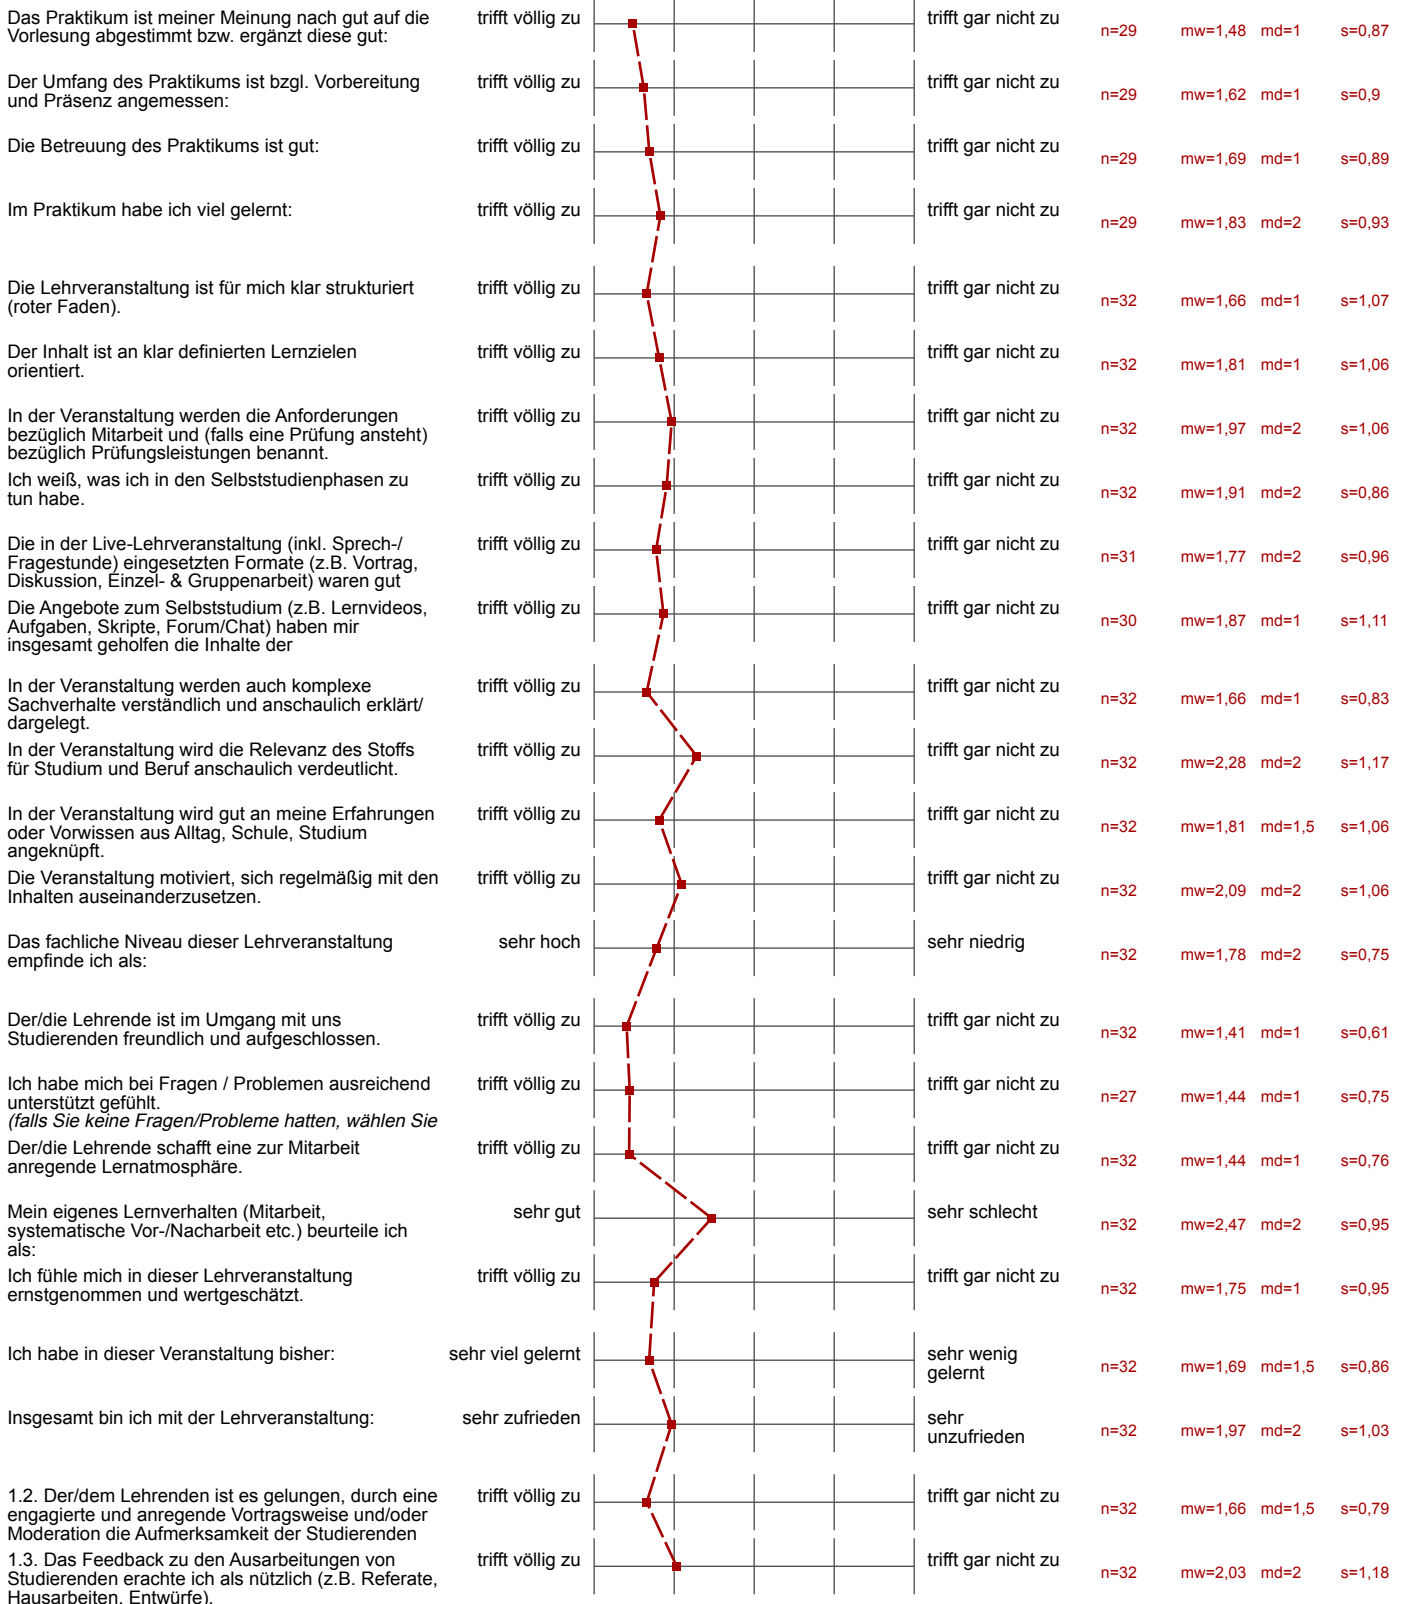 Das Praktikum ist meiner Meinung nach gut auf die
Vorlesung abgestimmt bzw. ergänzt diese gut:
trifft völlig zu
trifft gar nicht zu
n=29 mw=1,48 md=1 s=0,87
Der Umfang des Praktikums ist bzgl. Vorbereitung
und Präsenz angemessen:
trifft völlig zu
trifft gar nicht zu
n=29 mw=1,62 md=1 s=0,9
Die Betreuung des Praktikums ist gut:
trifft völlig zu
trifft gar nicht zu
n=29 mw=1,69 md=1 s=0,89
Im Praktikum habe ich viel gelernt:
trifft völlig zu
trifft gar nicht zu
n=29 mw=1,83 md=2 s=0,93
Die Lehrveranstaltung ist für mich klar strukturiert
(roter Faden).
trifft völlig zu
trifft gar nicht zu
n=32 mw=1,66 md=1 s=1,07
Der Inhalt ist an klar definierten Lernzielen
orientiert.
trifft völlig zu
trifft gar nicht zu
n=32 mw=1,81 md=1 s=1,06
In der Veranstaltung werden die Anforderungen
bezüglich Mitarbeit und (falls eine Prüfung ansteht)
bezüglich Prüfungsleistungen benannt.
trifft völlig zu
trifft gar nicht zu
n=32 mw=1,97 md=2 s=1,06
Ich weiß, was ich in den Selbststudienphasen zu
tun habe.
trifft völlig zu
trifft gar nicht zu
n=32 mw=1,91 md=2 s=0,86
Die in der Live-Lehrveranstaltung (inkl. Sprech-/
Fragestunde) eingesetzten Formate (z.B. Vortrag,
Diskussion, Einzel- & Gruppenarbeit) waren gut
trifft völlig zu
trifft gar nicht zu
n=31 mw=1,77 md=2 s=0,96
Die Angebote zum Selbststudium (z.B. Lernvideos,
Aufgaben, Skripte, Forum/Chat) haben mir
insgesamt geholfen die Inhalte der
trifft völlig zu
trifft gar nicht zu
n=30 mw=1,87 md=1 s=1,11
In der Veranstaltung werden auch komplexe
Sachverhalte verständlich und anschaulich erklärt/
dargelegt.
trifft völlig zu
trifft gar nicht zu
n=32 mw=1,66 md=1 s=0,83
In der Veranstaltung wird die Relevanz des Stoffs
für Studium und Beruf anschaulich verdeutlicht.
trifft völlig zu
trifft gar nicht zu
n=32 mw=2,28 md=2 s=1,17
In der Veranstaltung wird gut an meine Erfahrungen
oder Vorwissen aus Alltag, Schule, Studium
angeknüpft.
trifft völlig zu
trifft gar nicht zu
n=32 mw=1,81 md=1,5 s=1,06
Die Veranstaltung motiviert, sich regelmäßig mit den
Inhalten auseinanderzusetzen.
trifft völlig zu
trifft gar nicht zu
n=32 mw=2,09 md=2 s=1,06
Das fachliche Niveau dieser Lehrveranstaltung
empfinde ich als:
sehr hoch
sehr niedrig
n=32 mw=1,78 md=2 s=0,75
Der/die Lehrende ist im Umgang mit uns
Studierenden freundlich und aufgeschlossen.
trifft völlig zu
trifft gar nicht zu
n=32 mw=1,41 md=1 s=0,61
Ich habe mich bei Fragen / Problemen ausreichend
unterstützt gefühlt.
(falls Sie keine Fragen/Probleme hatten, wählen Sie
trifft völlig zu
trifft gar nicht zu
n=27 mw=1,44 md=1 s=0,75
Der/die Lehrende schafft eine zur Mitarbeit
anregende Lernatmosphäre.
trifft völlig zu
trifft gar nicht zu
n=32 mw=1,44 md=1 s=0,76
Mein eigenes Lernverhalten (Mitarbeit,
systematische Vor-/Nacharbeit etc.) beurteile ich
als:
sehr gut
sehr schlecht
n=32 mw=2,47 md=2 s=0,95
Ich fühle mich in dieser Lehrveranstaltung
ernstgenommen und wertgeschätzt.
trifft völlig zu
trifft gar nicht zu
n=32 mw=1,75 md=1 s=0,95
Ich habe in dieser Veranstaltung bisher:
sehr viel gelernt
sehr wenig
gelernt
n=32 mw=1,69 md=1,5 s=0,86
Insgesamt bin ich mit der Lehrveranstaltung:
sehr zufrieden
sehr
unzufrieden
n=32 mw=1,97 md=2 s=1,03
1.2. Der/dem Lehrenden ist es gelungen, durch eine
engagierte und anregende Vortragsweise und/oder
Moderation die Aufmerksamkeit der Studierenden
trifft völlig zu
trifft gar nicht zu
n=32 mw=1,66 md=1,5 s=0,79
1.3. Das Feedback zu den Ausarbeitungen von
Studierenden erachte ich als nützlich (z.B. Referate,
Hausarbeiten, Entwürfe).
trifft völlig zu
trifft gar nicht zu
n=32 mw=2,03 md=2 s=1,18